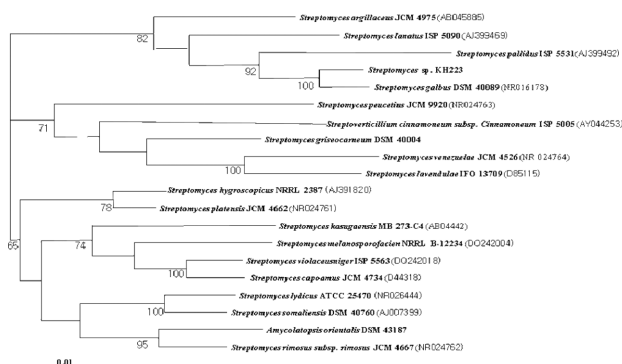 Streptomyces argillaceus JCM 4975(AB045885)
82
Streptomyces lanatus ISP 5090(AJ399469)
Streptomyces pallidus ISP 5531(AJ399492)
92
Streptomyces sp. KH223
100
Streptomyces galbus DSM 40089(NR016178)
Streptomyces peucetius JCM 9920(NR024763)
71
Streptoverticillium cinnamoneum subsp. Cinnamoneum ISP 5005(AY044253)
Streptomyces griseocarneum DSM 40004
Streptomyces venezuelae JCM 4526(NR 024764)
100
Streptomyces lavendulae IFO 13709(D85115)
Streptomyces hygroscopicus NRRL 2387(AJ391820)
78
Streptomyces platensis JCM 4662(NR024761)
Streptomyces kasugaensis MB 273-C4(AB04442)
65
74
Streptomyces melanosporofacien NRRL B-12234(DQ242004)
Streptomyces violaceusniger ISP 5563(DQ242018)
100
Streptomyces capoamus JCM 4734(D44318)
Streptomyces lydicus ATCC 25470(NR026444)
100
Streptomyces somaliensis DSM 40760(AJ007399)
Amycolatopsis orientalis DSM 43187
95
Streptomyces rimosus subsp. rimosus JCM 4667(NR024762)
0.01